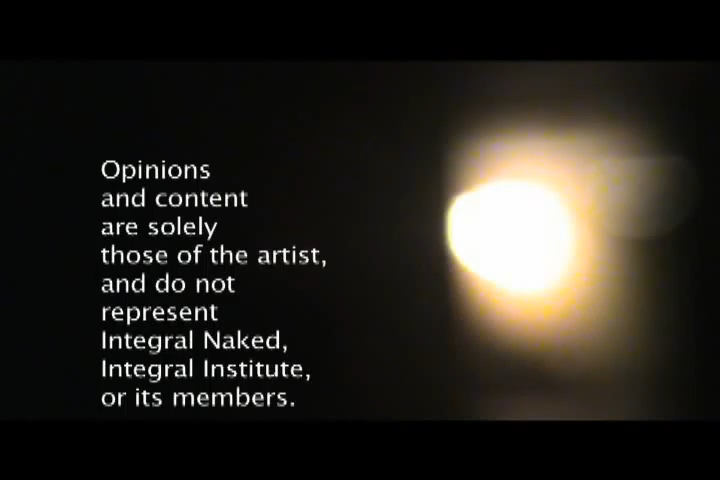 Opinions
and content
are solely
those of the artist,
and do not
represent
Integral Naked,
Integral Institute,
or its members.